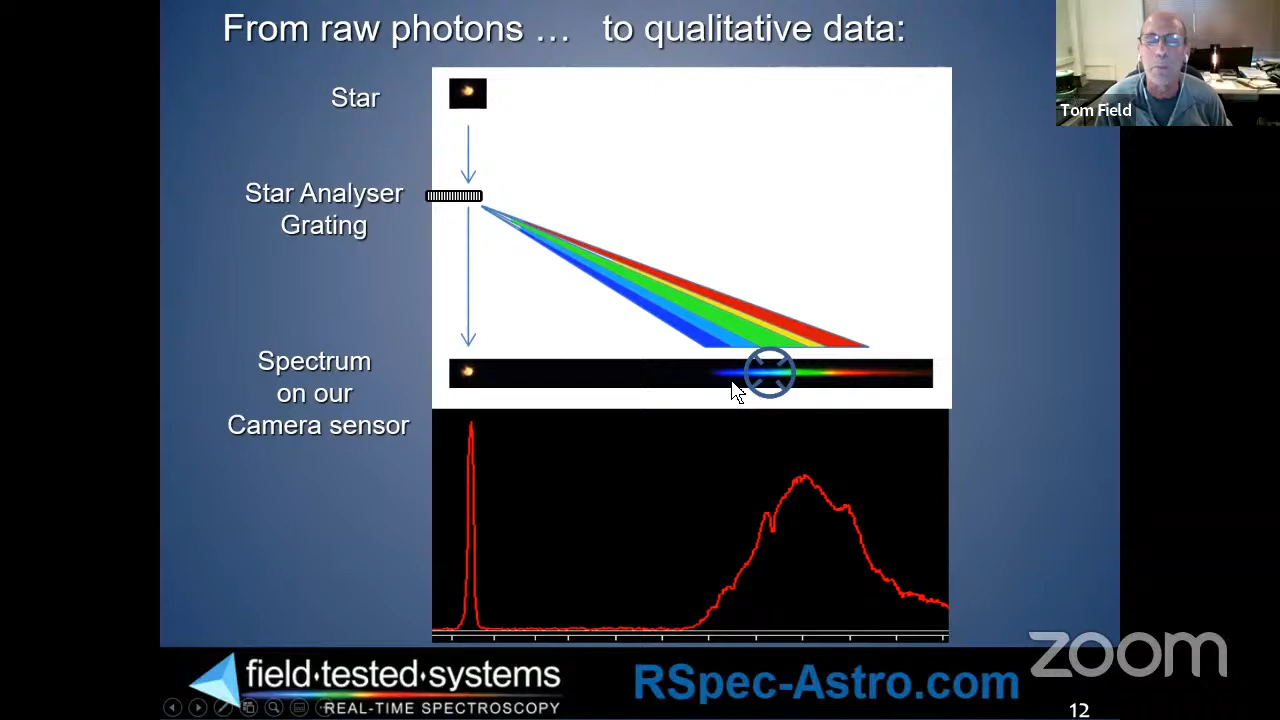 From raw photons … to qualitative data:
Tom Field
Star
Star Analyser
Grating
Spectrum
on our
Camera sensor
field·tested·systems
REAL-TIME SPECTROSCOPY
RSpec-Astro.com
zoom
12